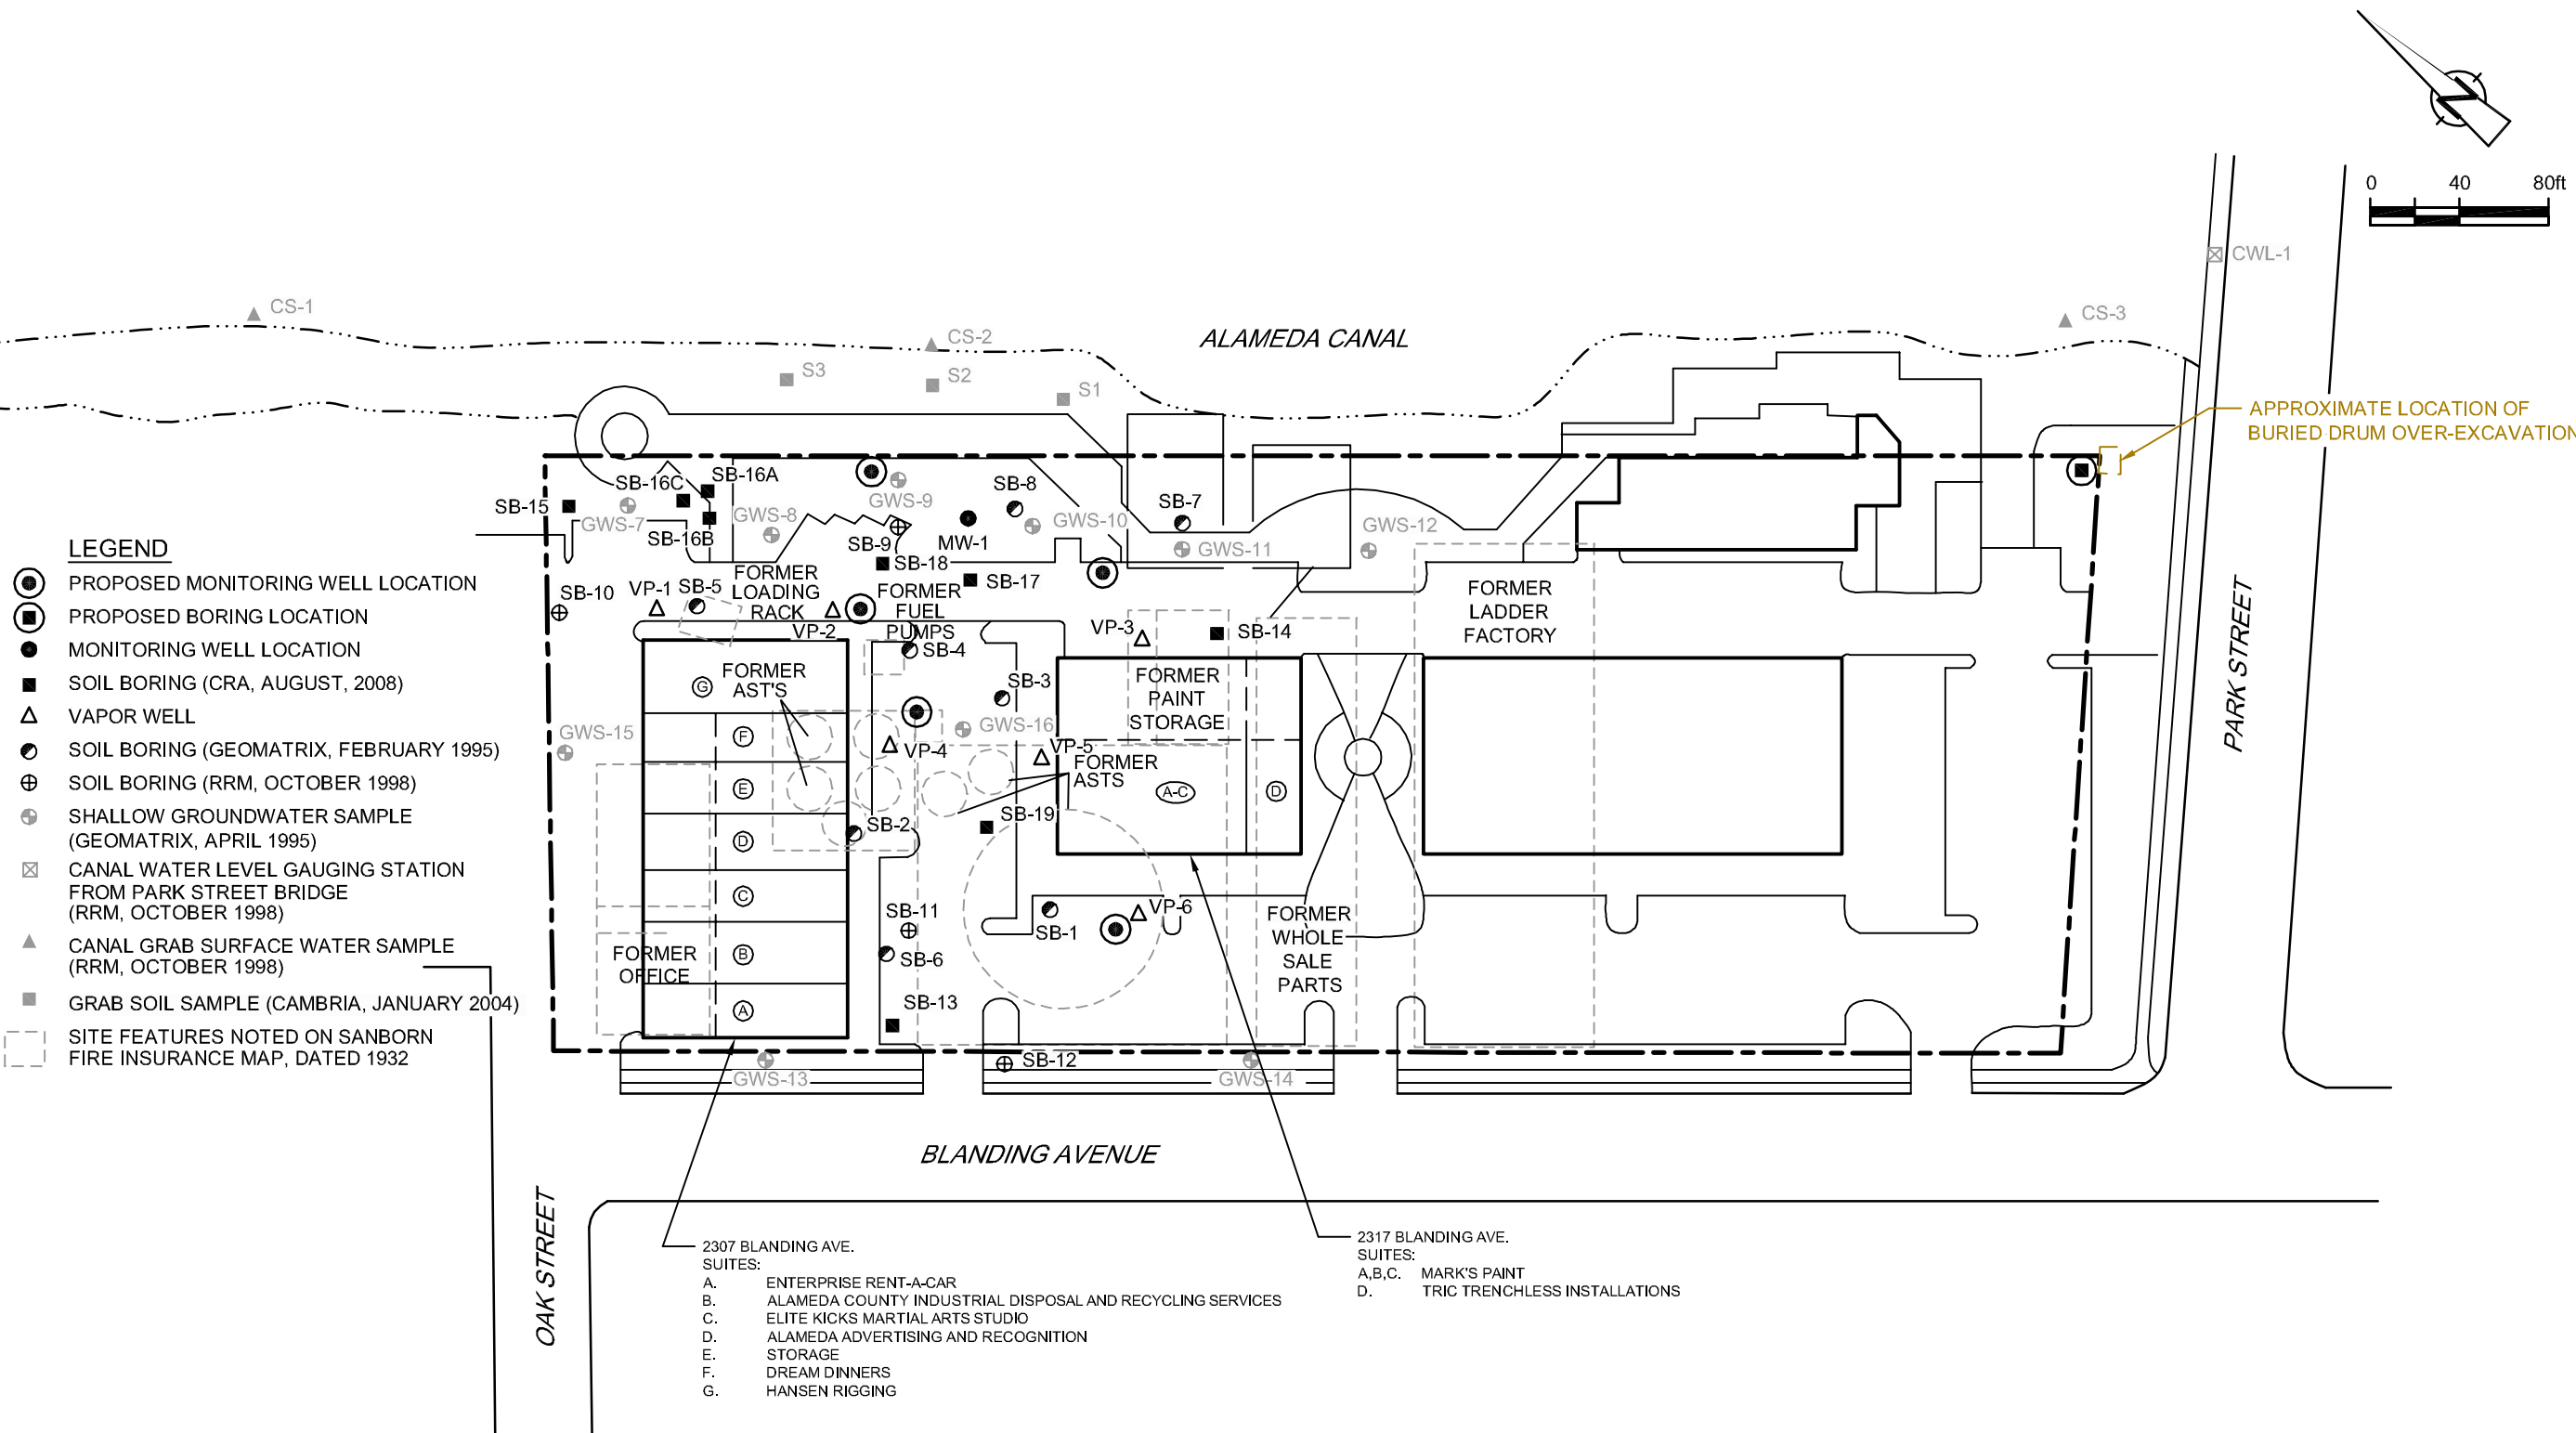 0 40 80ft
CWL-1
CS-1
CS-2
CS-3
ALAMEDA CANAL
S3
S2
S1
APPROXIMATE LOCATION OF
BURIED DRUM OVER-EXCAVATION
SB-16C
SB-16A
SB-15
GWS-7
SB-16B
GWS-8
GWS-9
SB-9
SB-8
MW-1
GWS-10
SB-7
GWS-11
GWS-12
SB-18
SB-17
SB-10
VP-1
SB-5
FORMER
LOADING
RACK
VP-2
FORMER
FUEL
PUMPS
SB-4
VP-3
SB-14
FORMER
LADDER
FACTORY
PARK STREET
LEGEND
PROPOSED MONITORING WELL LOCATION
PROPOSED BORING LOCATION
MONITORING WELL LOCATION
SOIL BORING (CRA, AUGUST, 2008)
VAPOR WELL
SOIL BORING (GEOMATRIX, FEBRUARY 1995)
SOIL BORING (RRM, OCTOBER 1998)
SHALLOW GROUNDWATER SAMPLE
(GEOMATRIX, APRIL 1995)
CANAL WATER LEVEL GAUGING STATION
FROM PARK STREET BRIDGE
(RRM, OCTOBER 1998)
CANAL GRAB SURFACE WATER SAMPLE
(RRM, OCTOBER 1998)
GRAB SOIL SAMPLE (CAMBRIA, JANUARY 2004)
SITE FEATURES NOTED ON SANBORN
FIRE INSURANCE MAP, DATED 1932
FORMER
AST'S
SB-3
FORMER
PAINT
STORAGE
GWS-15
GWS-16
VP-4
VP-5
FORMER
ASTS
SB-2
SB-19
G
F
E
D
C
B
A
A-C
D
SB-11
SB-6
SB-13
SB-1
VP-6
FORMER
OFFICE
FORMER
WHOLE
SALE
PARTS
GWS-13
SB-12
GWS-14
BLANDING AVENUE
OAK STREET
2307 BLANDING AVE.
SUITES:
A. ENTERPRISE RENT-A-CAR
B. ALAMEDA COUNTY INDUSTRIAL DISPOSAL AND RECYCLING SERVICES
C. ELITE KICKS MARTIAL ARTS STUDIO
D. ALAMEDA ADVERTISING AND RECOGNITION
E. STORAGE
F. DREAM DINNERS
G. HANSEN RIGGING
2317 BLANDING AVE.
SUITES:
A,B,C. MARK'S PAINT
D. TRIC TRENCHLESS INSTALLATIONS